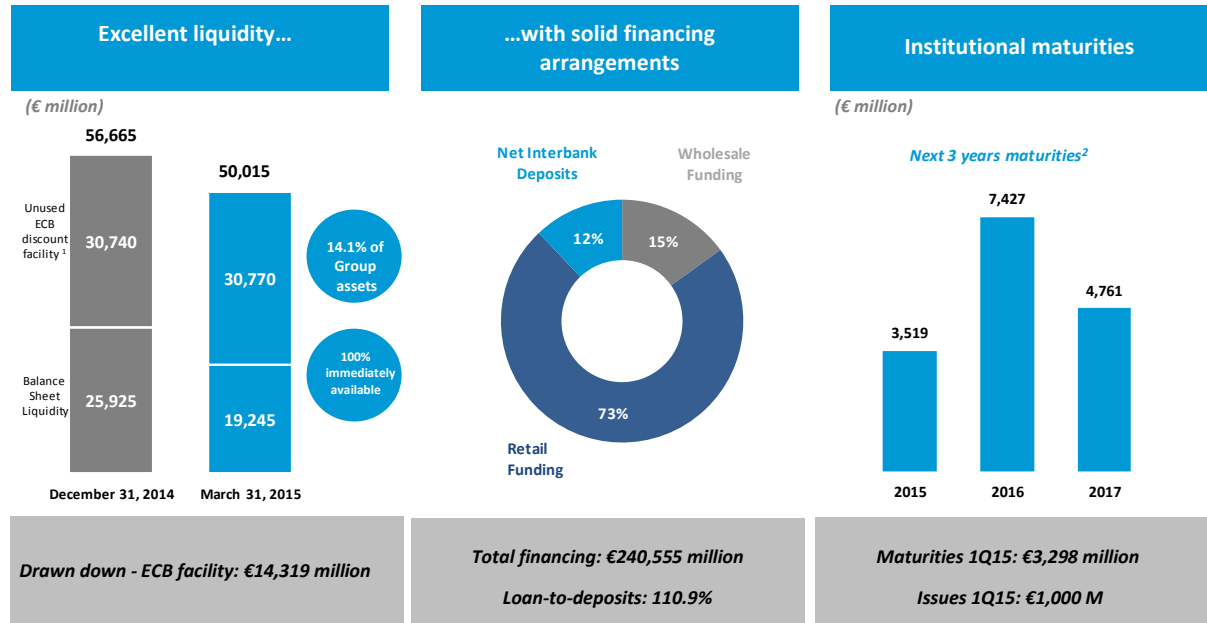 Excellent liquidity…
(€ million)
56,665
50,015
Unused
ECB
discount
facility 1
30,740
30,770
14.1% of
Group
assets
Balance
Sheet
Liquidity
25,925
19,245
100%
immediately
available
December 31, 2014
March 31, 2015
Drawn down - ECB facility: €14,319 million
…with solid financing
arrangements
Net Interbank
Deposits
Wholesale
Funding
12%
15%
73%
Retail
Funding
Total financing: €240,555 million
Loan-to-deposits: 110.9%
Institutional maturities
(€ million)
Next 3 years maturities2
7,427
4,761
3,519
2015
2016
2017
Maturities 1Q15: €3,298 million
Issues 1Q15: €1,000 M